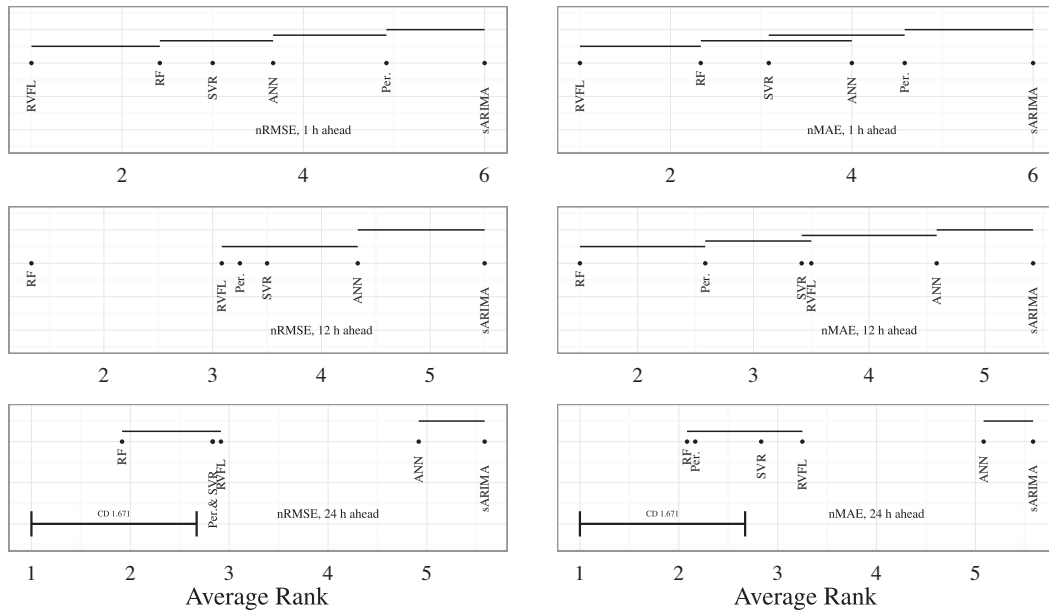 RVFL
RF
SVR
ANN
Per.
sARIMA
nRMSE, 1 h ahead
2 4 6
RVFL
RF
SVR
ANN
Per.
sARIMA
nMAE, 1 h ahead
2 4 6
RF
RVFL
Per.
SVR
ANN
sARIMA
nRMSE, 12 h ahead
2 3 4 5
RF
Per.
SVR
RVFL
ANN
sARIMA
nMAE, 12 h ahead
2 3 4 5
RF
Per.& SVR
RVFL
ANN
sARIMA
CD 1.671
nRMSE, 24 h ahead
1 2 3 4 5
Average Rank
RF
Per.
SVR
RVFL
ANN
sARIMA
CD 1.671
nMAE, 24 h ahead
1 2 3 4 5
Average Rank